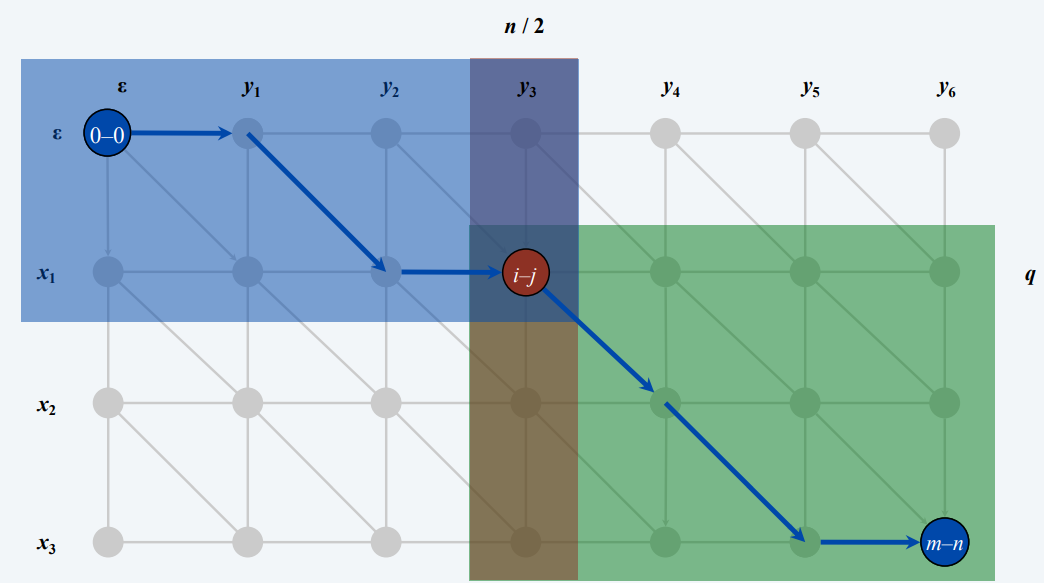 n / 2
ε y₁ y₂ y₃ y₄ y₅ y₆
ε 0–0
x₁ i–j q
x₂
x₃ m–n